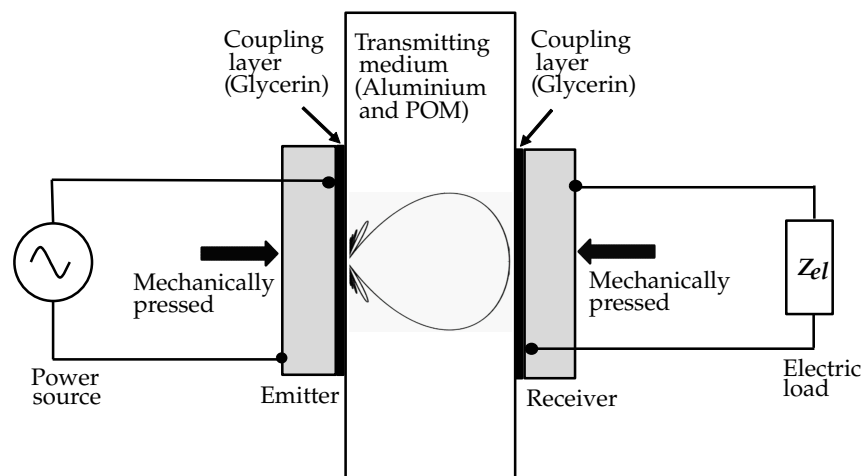 Coupling
layer
(Glycerin)
Transmitting
medium
(Aluminium
and POM)
Coupling
layer
(Glycerin)
Mechanically
pressed
Mechanically
pressed
Zel
Power
source
Emitter
Receiver
Electric
load